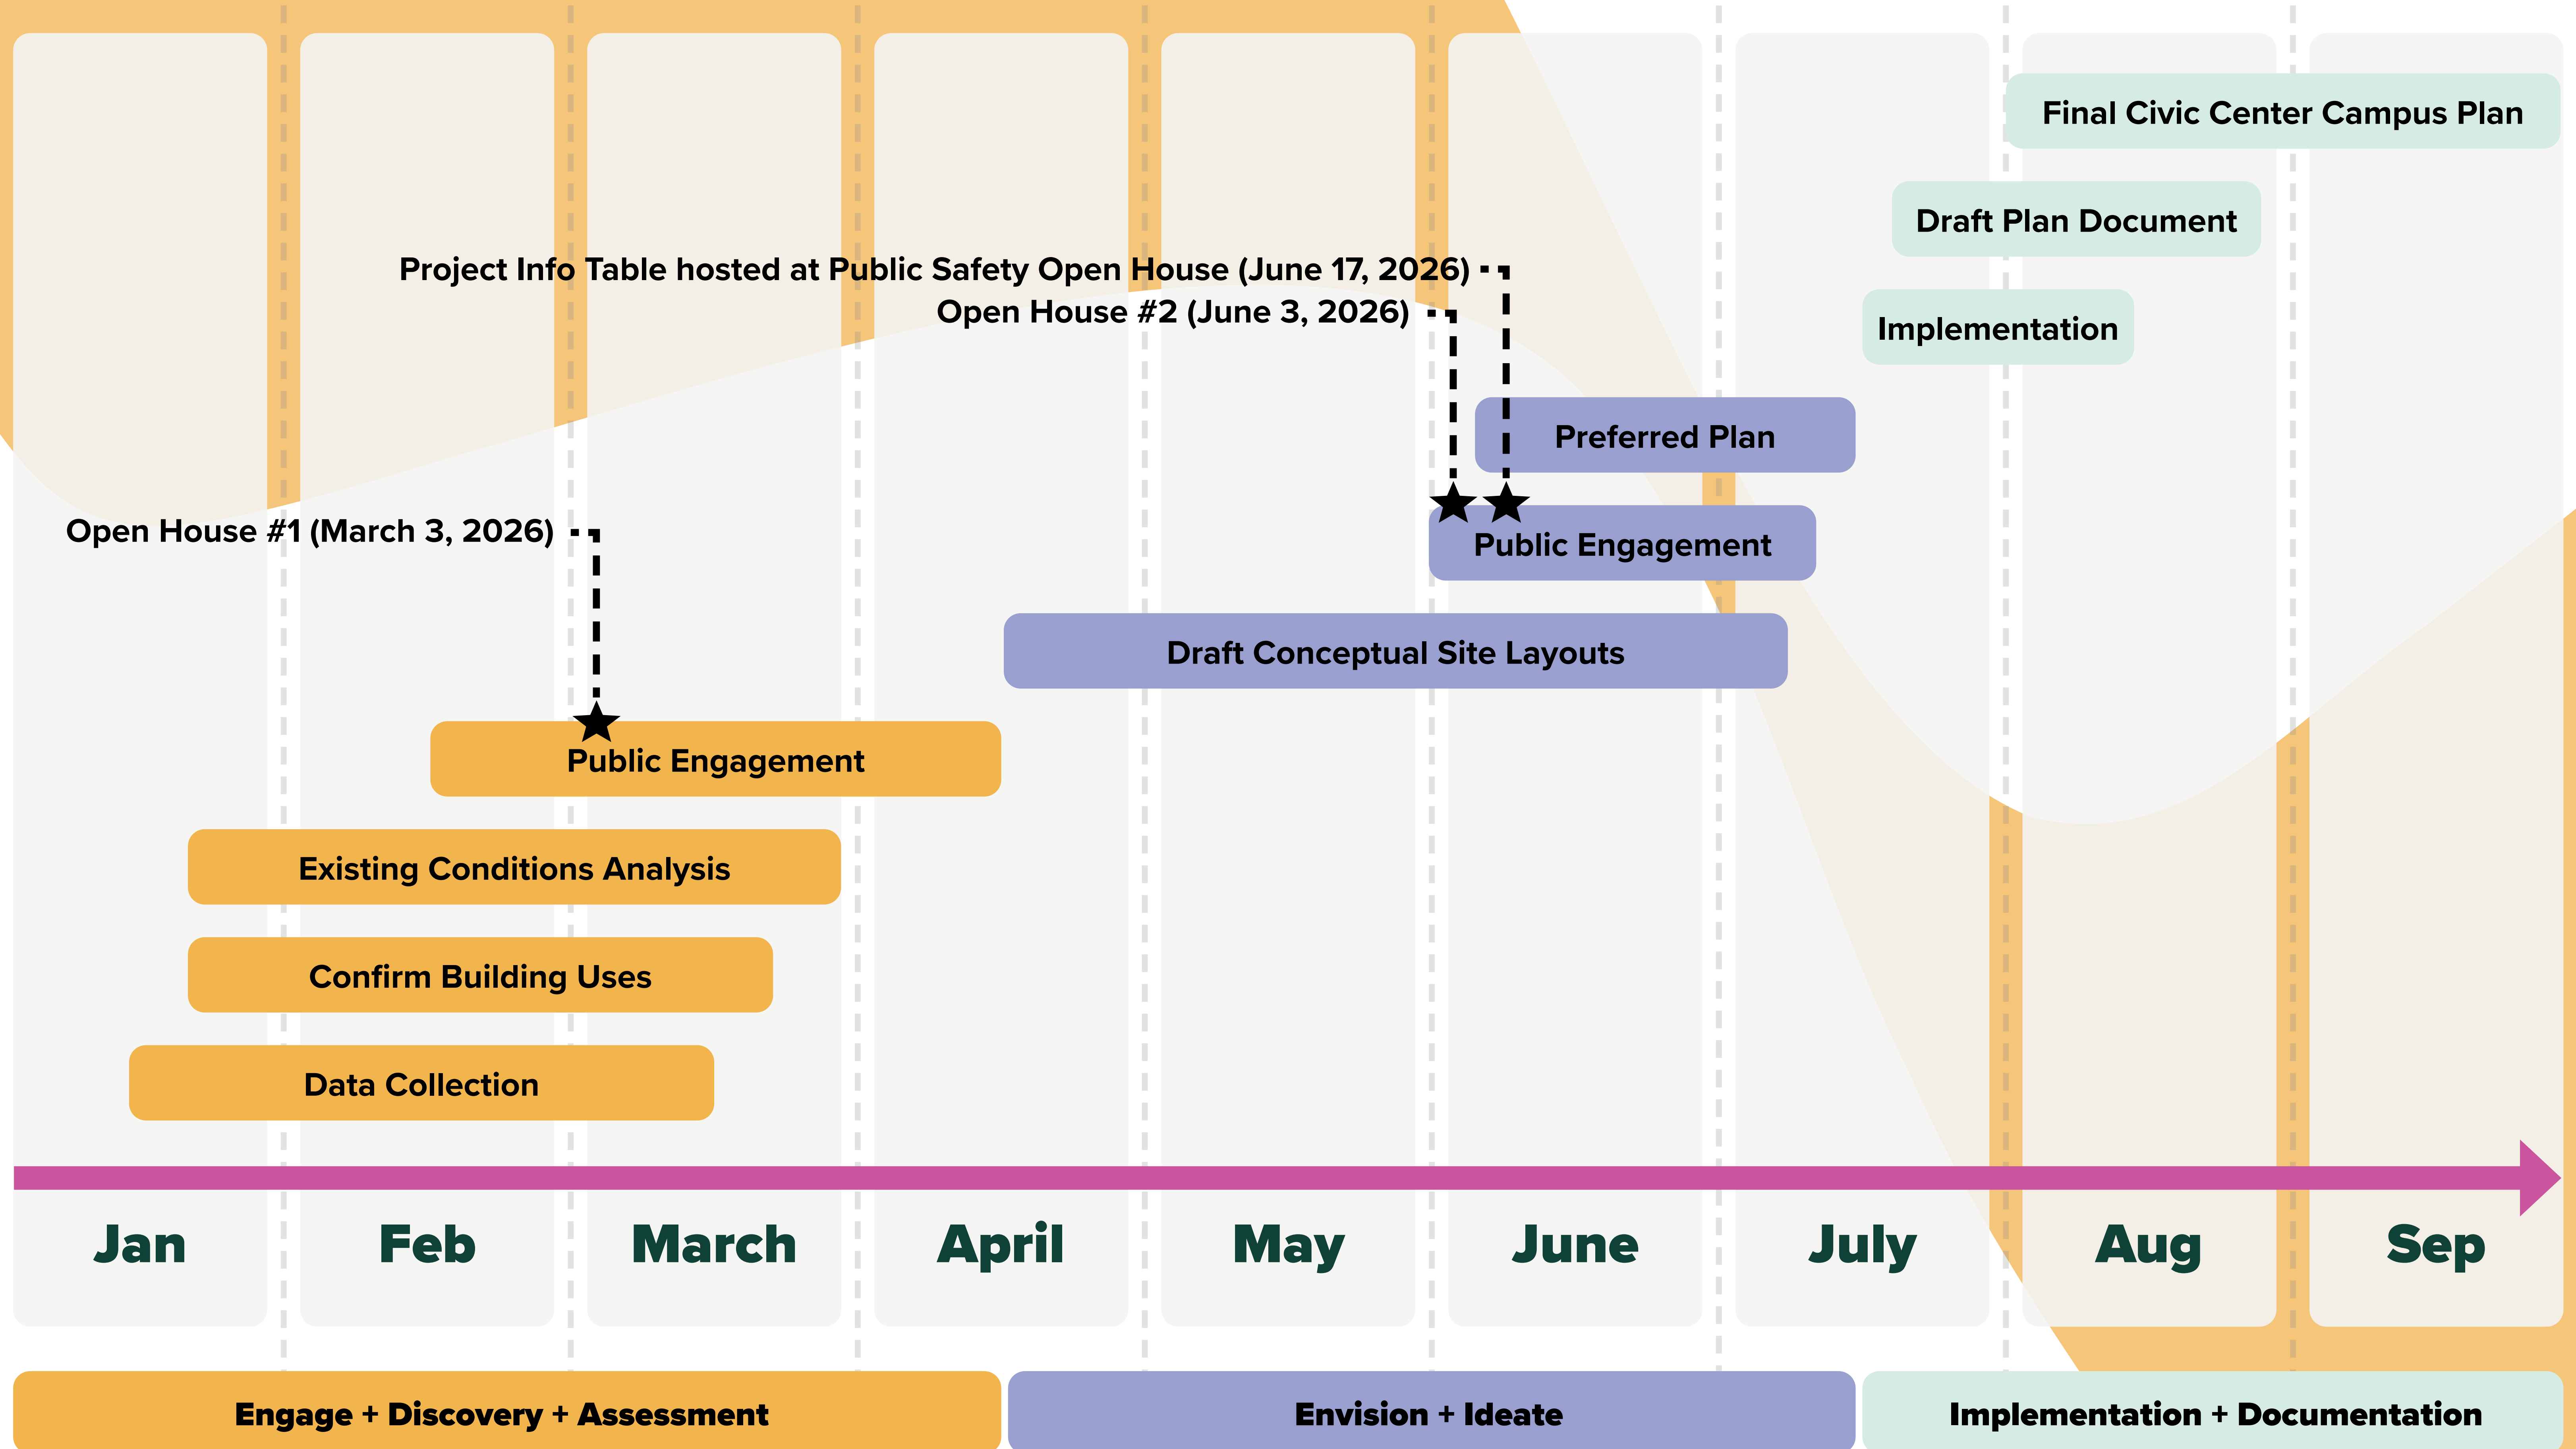 Final Civic Center Campus Plan
Draft Plan Document
Project Info Table hosted at Public Safety Open House (June 17, 2026)
Open House #2 (June 3, 2026)
Implementation
Preferred Plan
Open House #1 (March 3, 2026)
Public Engagement
Draft Conceptual Site Layouts
Public Engagement
Existing Conditions Analysis
Confirm Building Uses
Data Collection
Jan
Feb
March
April
May
June
July
Aug
Sep
Engage + Discovery + Assessment
Envision + Ideate
Implementation + Documentation